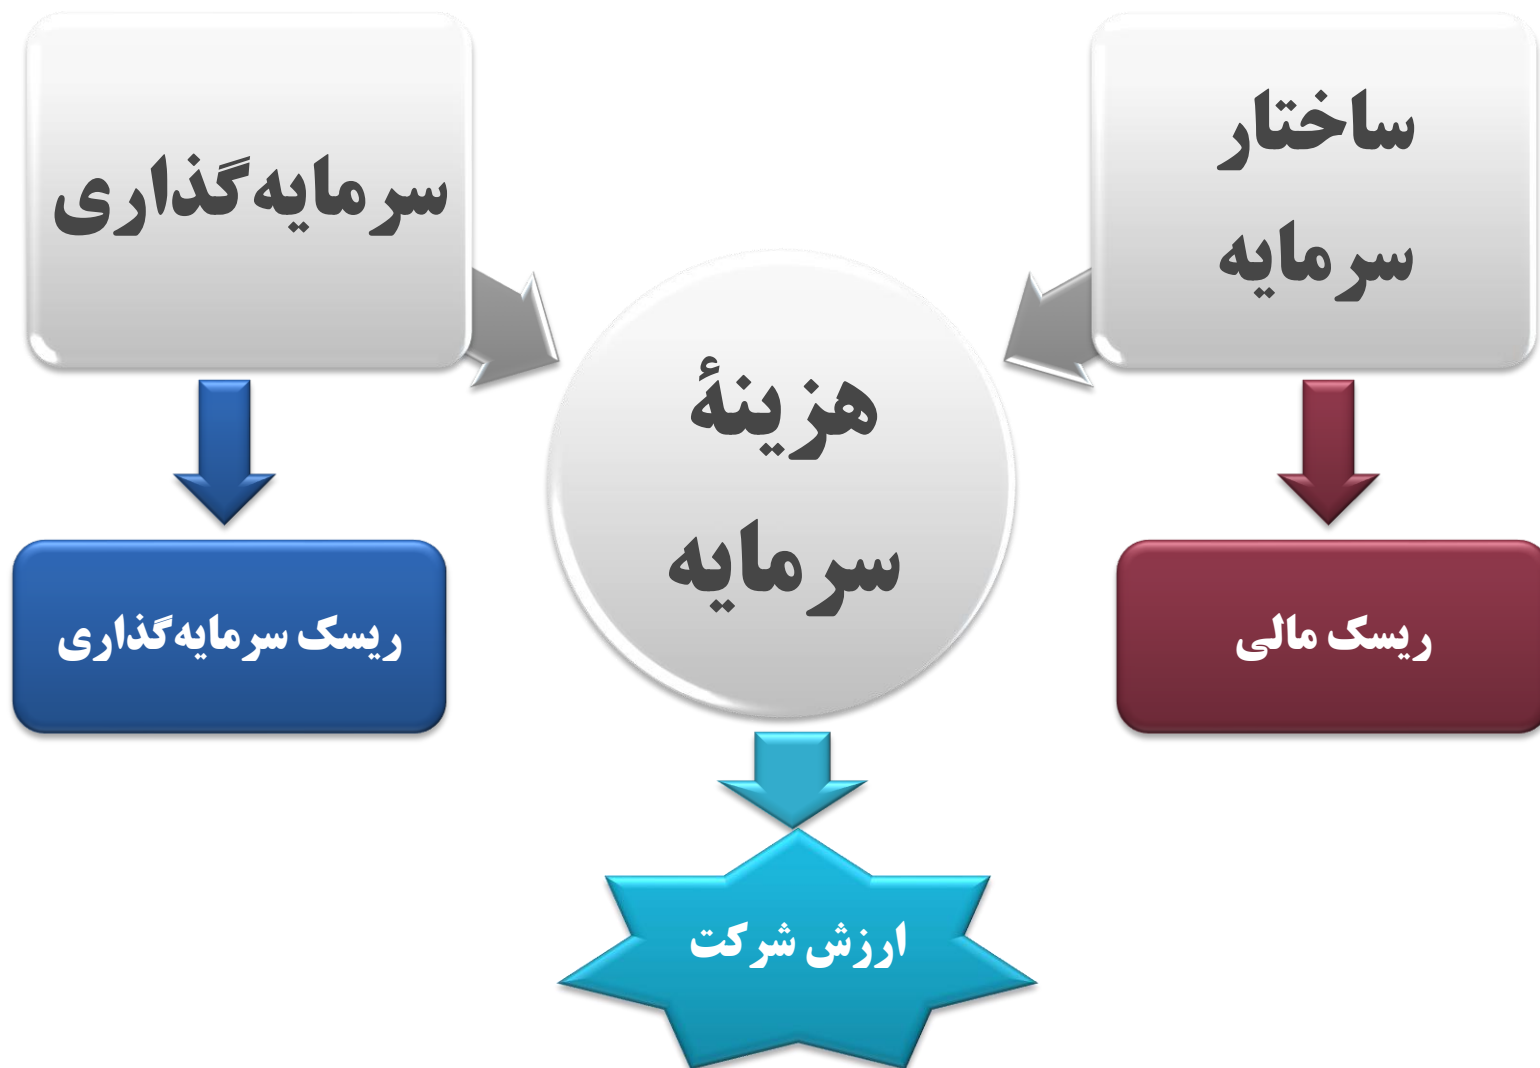 ساختار
سرمایه
سرمایه‌گذاری
هزینهٔ
سرمایه
ریسک مالی
ریسک سرمایه‌گذاری
ارزش شرکت